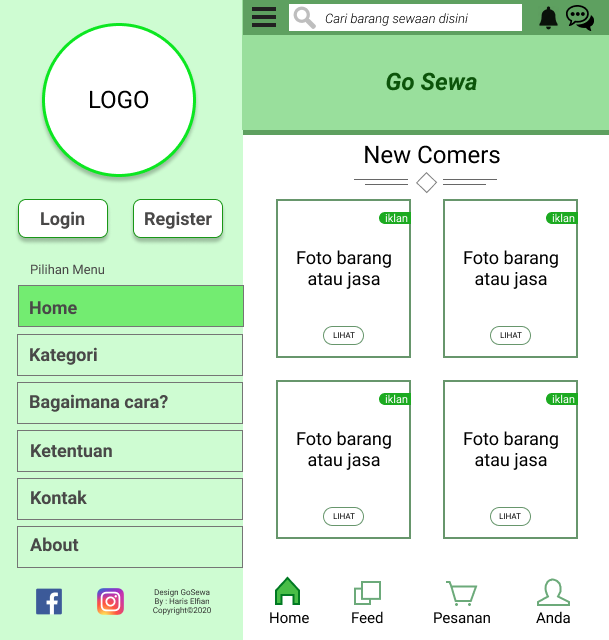 LOGO
Login
Register
Pilihan Menu
Home
Kategori
Bagaimana cara?
Ketentuan
Kontak
About
Design GoSewa
By : Haris Elfian
Copyright©2020
Cari barang sewaan disini
Go Sewa
New Comers
iklan
Foto barang
atau jasa
LIHAT
iklan
Foto barang
atau jasa
LIHAT
iklan
Foto barang
atau jasa
LIHAT
iklan
Foto barang
atau jasa
LIHAT
Home
Feed
Pesanan
Anda